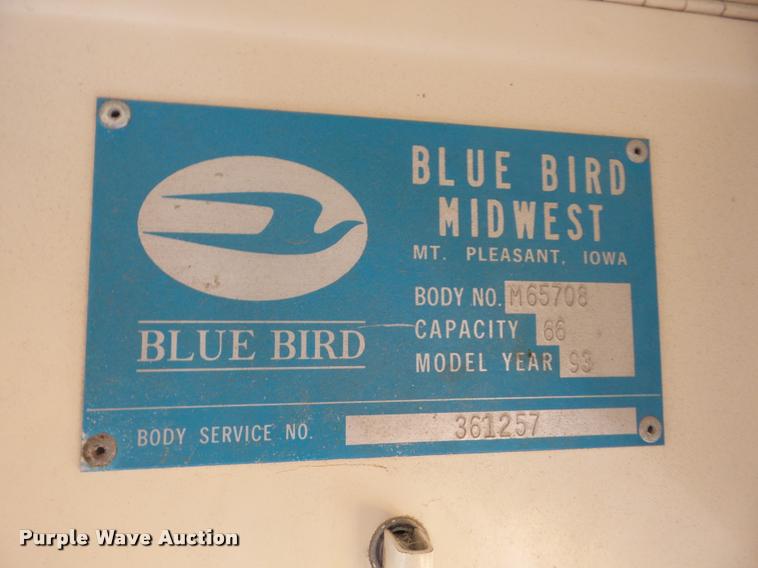 BLUE BIRD
BLUE BIRD
MIDWEST
MT. PLEASANT, IOWA
BODY NO. M65708
CAPACITY 66
MODEL YEAR 93
BODY SERVICE NO. 361257
Purple Wave Auction